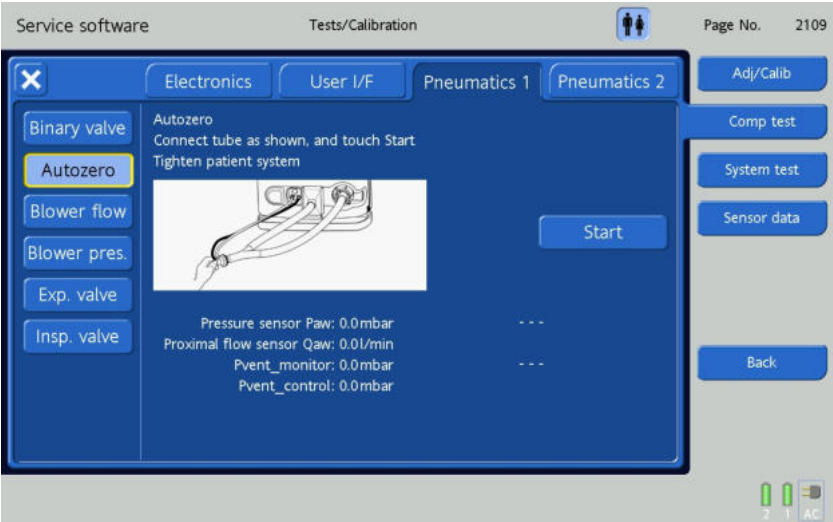 Service software
Tests/Calibration
Page No. 2109
Electronics
User I/F
Pneumatics 1
Pneumatics 2
Adj/Calib
Comp test
System test
Sensor data
Back
Binary valve
Autozero
Blower flow
Blower pres.
Exp. valve
Insp. valve
Autozero
Connect tube as shown, and touch Start
Tighten patient system
Start
Pressure sensor Paw: 0.0mbar - - -
Proximal flow sensor Qaw: 0.0l/min
Pvent_monitor: 0.0mbar - - -
Pvent_control: 0.0mbar
2 1 AC